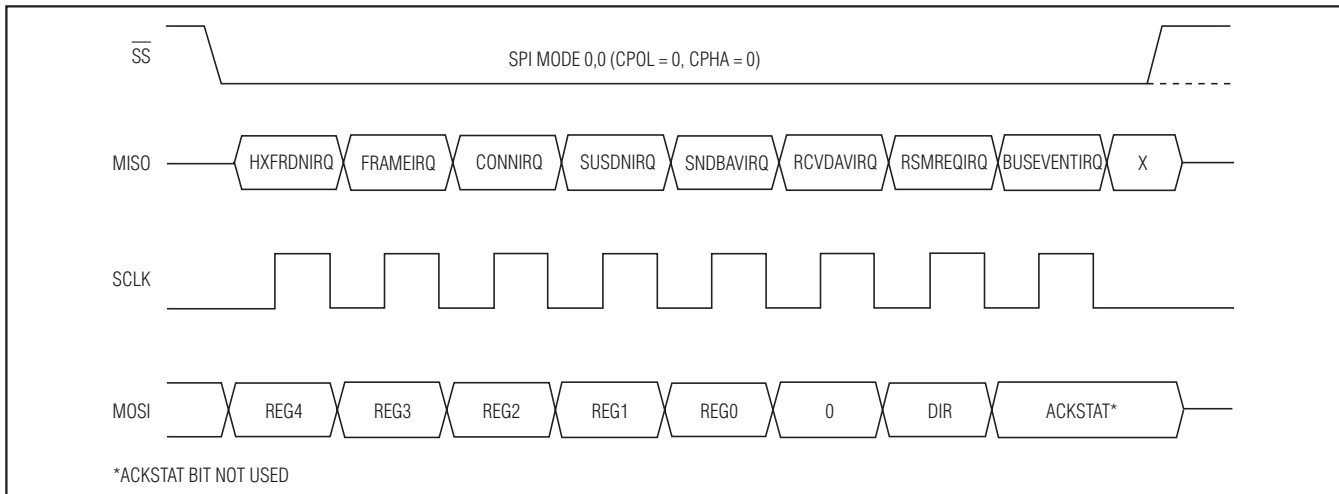 SS
SPI MODE 0,0 (CPOL = 0, CPHA = 0)
MISO HXFRDNIRQ FRAMEIRQ CONNIRQ SUSDNIRQ SNDBAVIRQ RCVDAVIRQ RSMREQIRQ BUSEVENTIRQ X
SCLK
MOSI REG4 REG3 REG2 REG1 REG0 0 DIR ACKSTAT*
*ACKSTAT BIT NOT USED